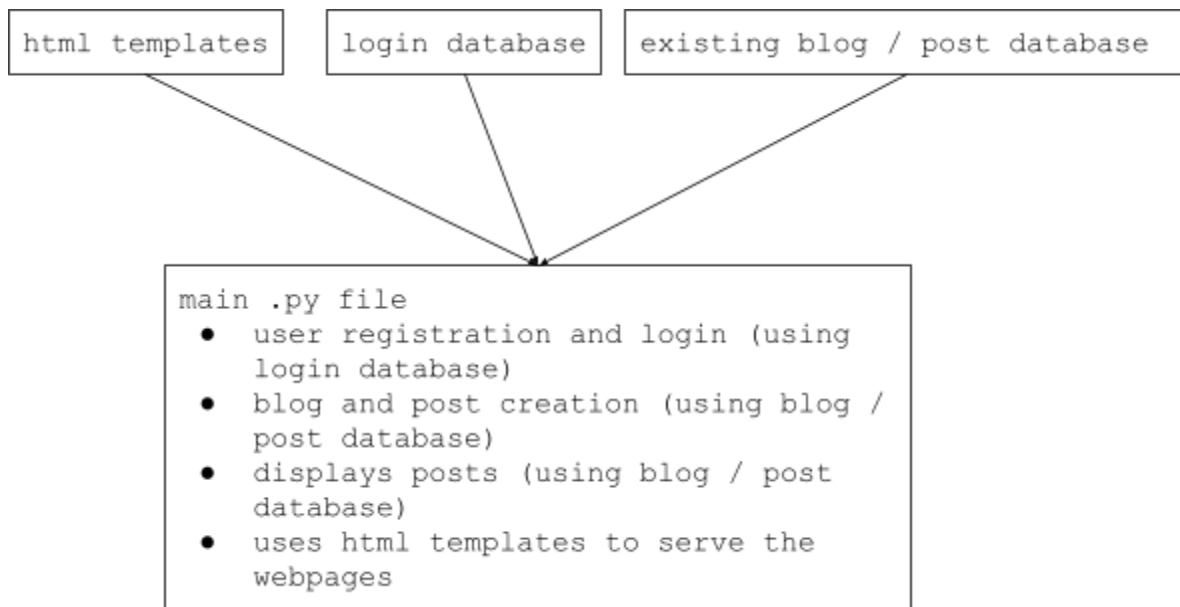 html templates
login database
existing blog / post database
main .py file
● user registration and login (using
login database)
● blog and post creation (using blog /
post database)
● displays posts (using blog / post
database)
● uses html templates to serve the
webpages